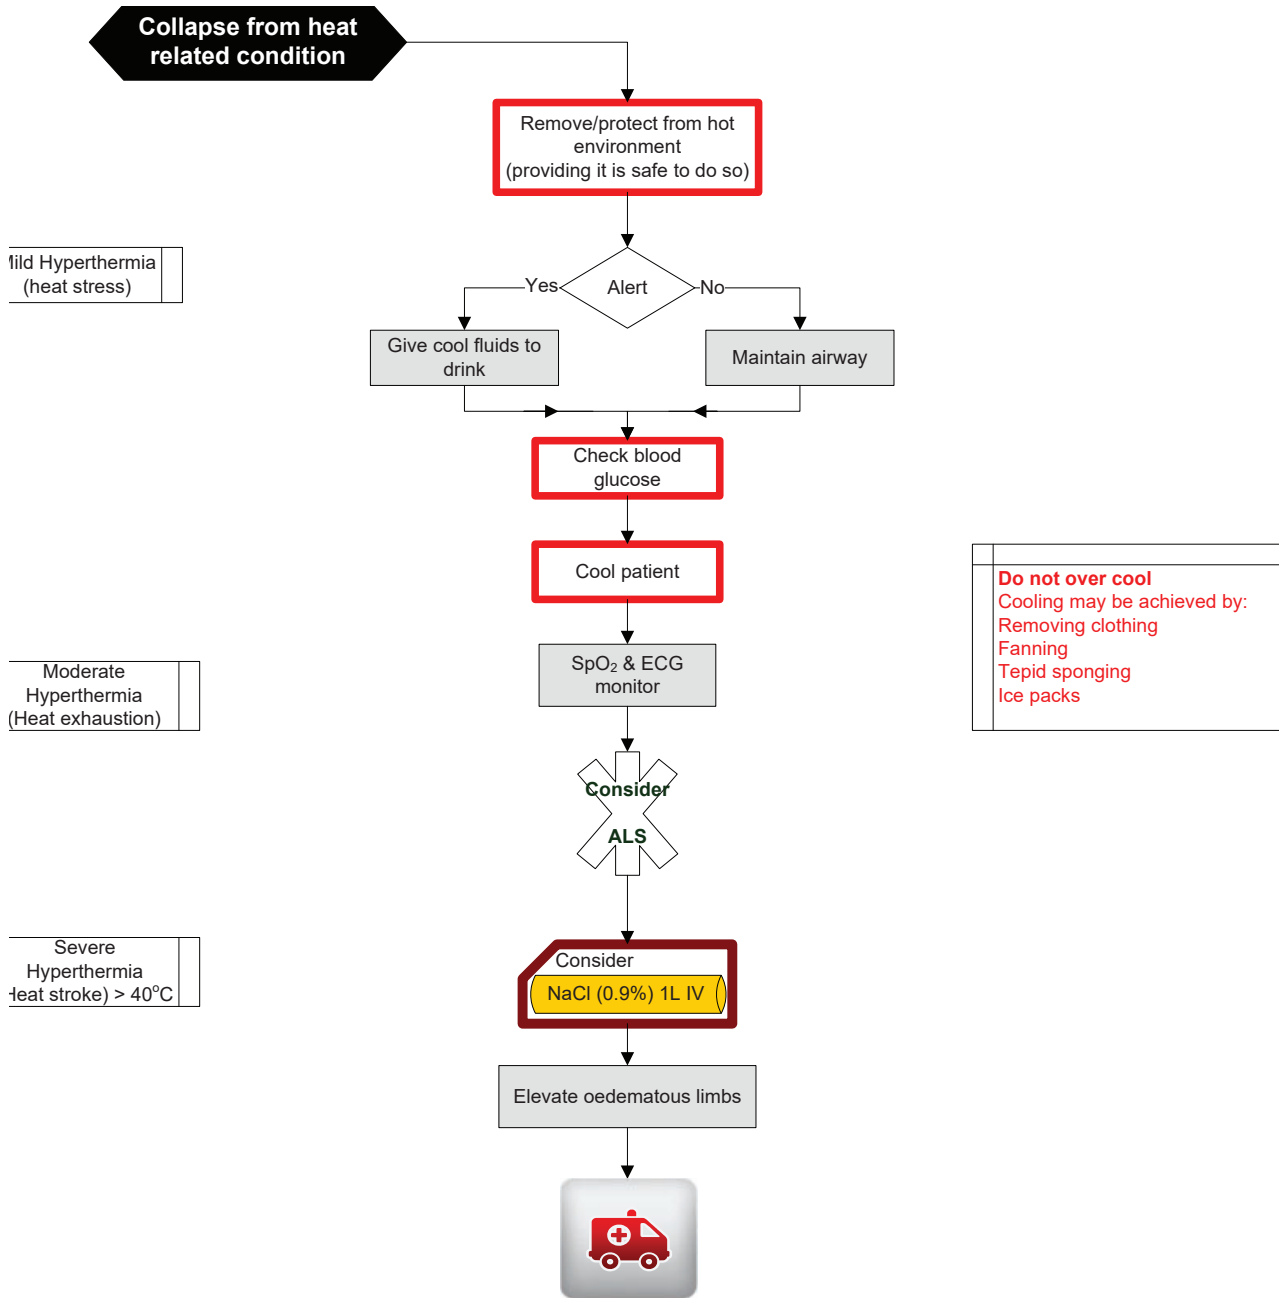 Collapse from heat
related condition
Remove/protect from hot
environment
(providing it is safe to do so)
Mild Hyperthermia
(heat stress)
Yes
Alert
No
Give cool fluids to
drink
Maintain airway
Check blood
glucose
Cool patient
Do not over cool
Cooling may be achieved by:
Removing clothing
Fanning
Tepid sponging
Ice packs
SpO₂ & ECG
monitor
Moderate
Hyperthermia
(Heat exhaustion)
Consider
ALS
Severe
Hyperthermia
(Heat stroke) > 40°C
Consider
NaCl (0.9%) 1L IV
Elevate oedematous limbs